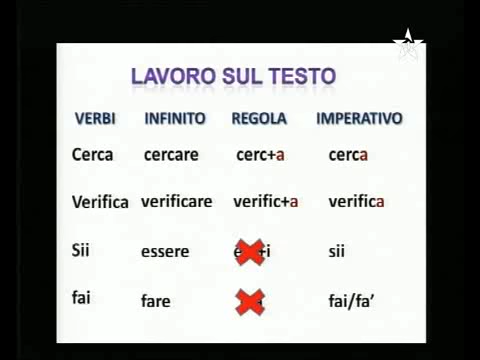 LAVORO SUL TESTO
VERBI INFINITO REGOLA IMPERATIVO
Cerca cercare cerc+a cerca
Verifica verificare verific+a verifica
Sii essere +i sii
fai fare fai/fa’